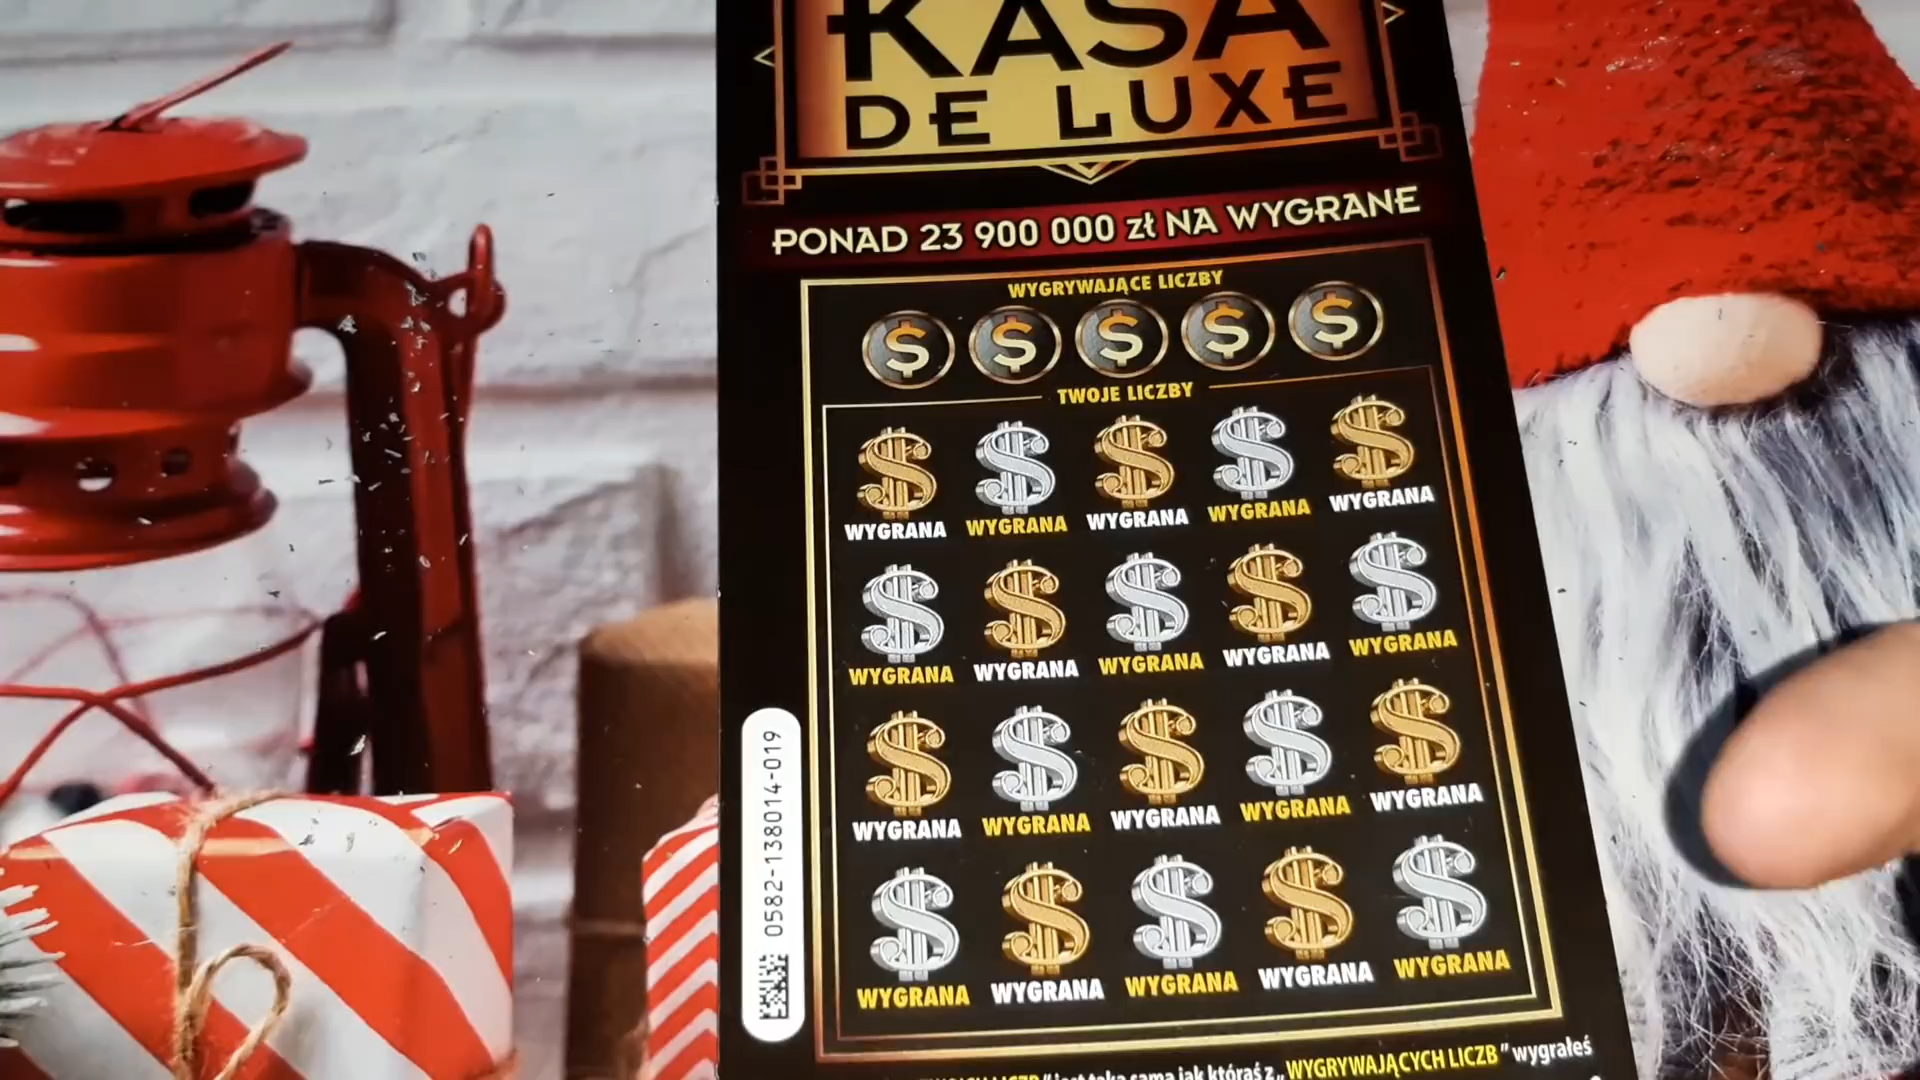 KASA
DE LUXE
PONAD 23 900 000 zł NA WYGRANE
WYGRYWAJĄCE LICZBY
TWOJE LICZBY
WYGRANA WYGRANA WYGRANA WYGRANA WYGRANA
WYGRANA WYGRANA WYGRANA WYGRANA WYGRANA
WYGRANA WYGRANA WYGRANA WYGRANA WYGRANA
WYGRANA WYGRANA WYGRANA WYGRANA WYGRANA
0582-138014-019
LICZB" jest taka sama jak któraś z „WYGRYWAJĄCYCH LICZB" wygrałeś